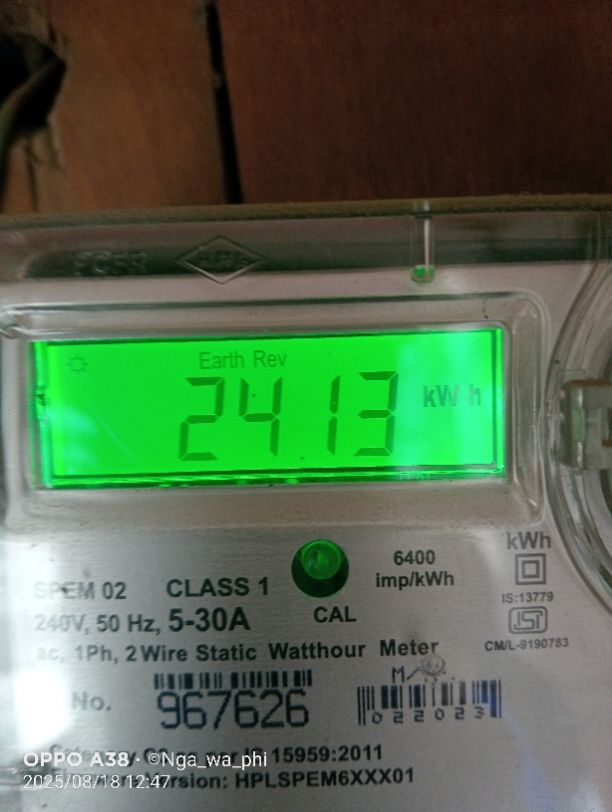 Earth Rev
2413 kWh
kWh
6400
imp/kWh
IS:13779
SPEM 02 CLASS 1
CAL
240V, 50 Hz, 5-30A
CM/L-9190783
ac, 1Ph, 2 Wire Static Watthour Meter
No. 967626
022023
15959:2011
Version: HPLSPEM6XXX01
OPPO A38 · ©Nga_wa_phi
2025/08/18 12:47